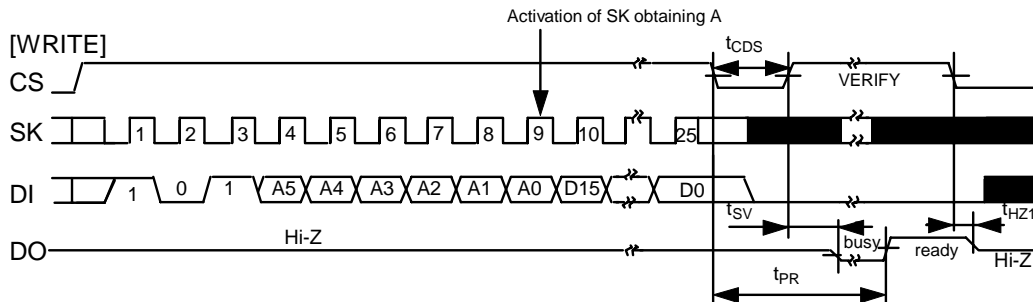 Activation of SK obtaining A
[WRITE]
tCDS
CS
VERIFY
SK
1 2 3 4 5 6 7 8 9 10 25
DI
1 0 1 A5 A4 A3 A2 A1 A0 D15 D0
tSV
tHZ1
DO
Hi-Z
busy
ready
Hi-Z
tPR